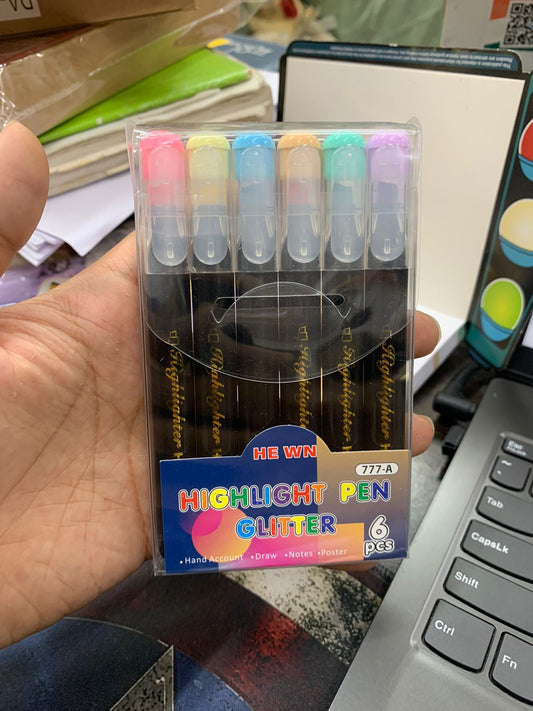 Highlighter
Highlighter
Highlighter
Highlighter
Highlighter
HE WN
777-A
HIGHLIGHT PEN
GLITTER
6
pcs
• Hand Account • Draw • Notes • Poster
Esc
~
Tab
CapsLk
Shift
Ctrl
Fn